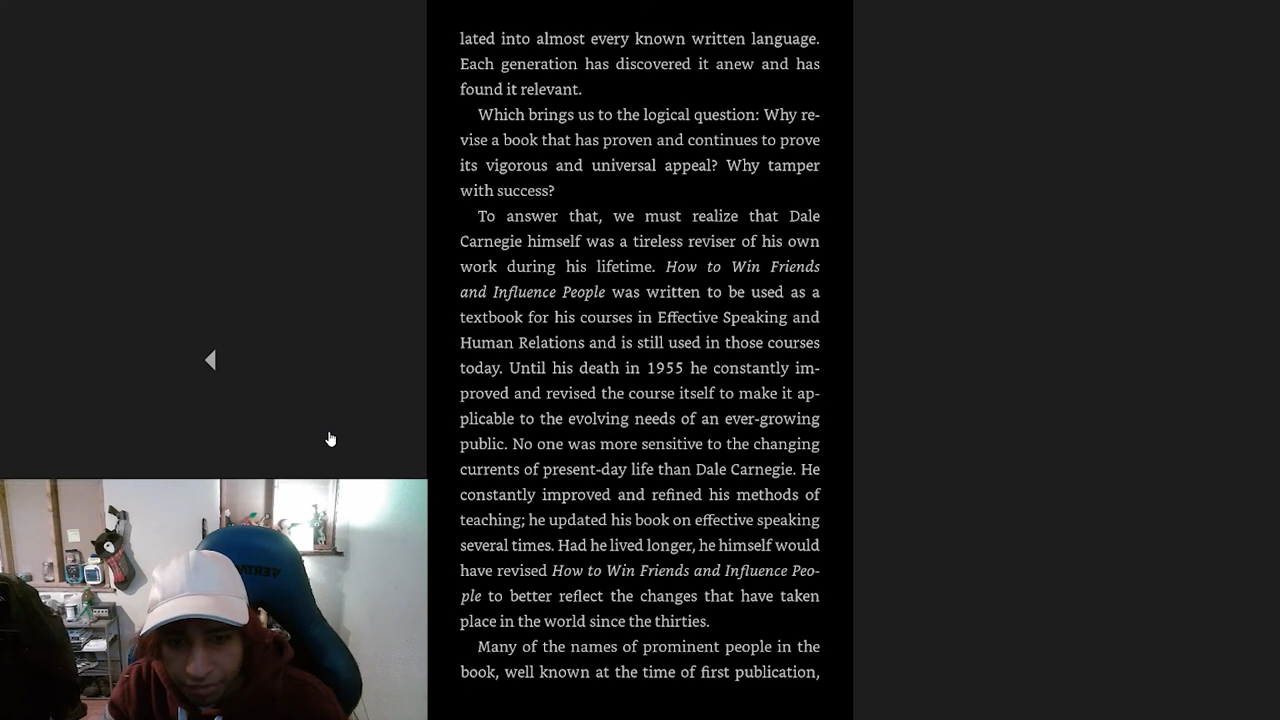 lated into almost every known written language.
Each generation has discovered it anew and has
found it relevant.
Which brings us to the logical question: Why re-
vise a book that has proven and continues to prove
its vigorous and universal appeal? Why tamper
with success?
To answer that, we must realize that Dale
Carnegie himself was a tireless reviser of his own
work during his lifetime. How to Win Friends
and Influence People was written to be used as a
textbook for his courses in Effective Speaking and
Human Relations and is still used in those courses
today. Until his death in 1955 he constantly im-
proved and revised the course itself to make it ap-
plicable to the evolving needs of an ever-growing
public. No one was more sensitive to the changing
currents of present-day life than Dale Carnegie. He
constantly improved and refined his methods of
teaching; he updated his book on effective speaking
several times. Had he lived longer, he himself would
have revised How to Win Friends and Influence Peo-
ple to better reflect the changes that have taken
place in the world since the thirties.
Many of the names of prominent people in the
book, well known at the time of first publication,